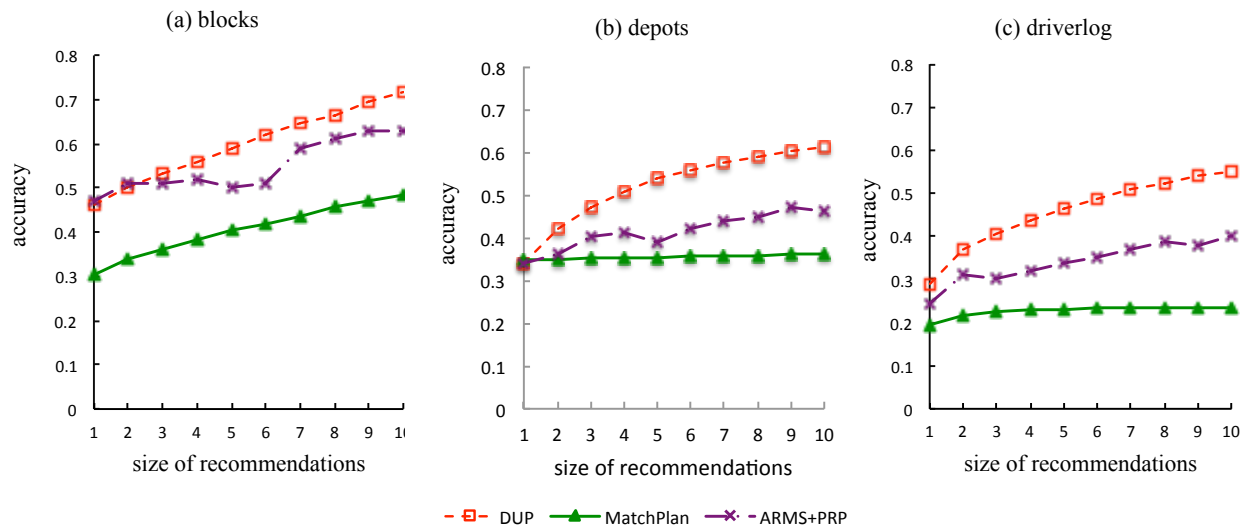 (a) blocks
0.8
0.7
0.6
0.5
0.4
0.3
0.2
0.1
0
accuracy
1 2 3 4 5 6 7 8 9 10
size of recommendations
(b) depots
0.8
0.7
0.6
0.5
0.4
0.3
0.2
0.1
0
accuracy
1 2 3 4 5 6 7 8 9 10
size of recommendations
(c) driverlog
0.8
0.7
0.6
0.5
0.4
0.3
0.2
0.1
0
accuracy
1 2 3 4 5 6 7 8 9 10
size of recommendations
DUP MatchPlan ARMS+PRP